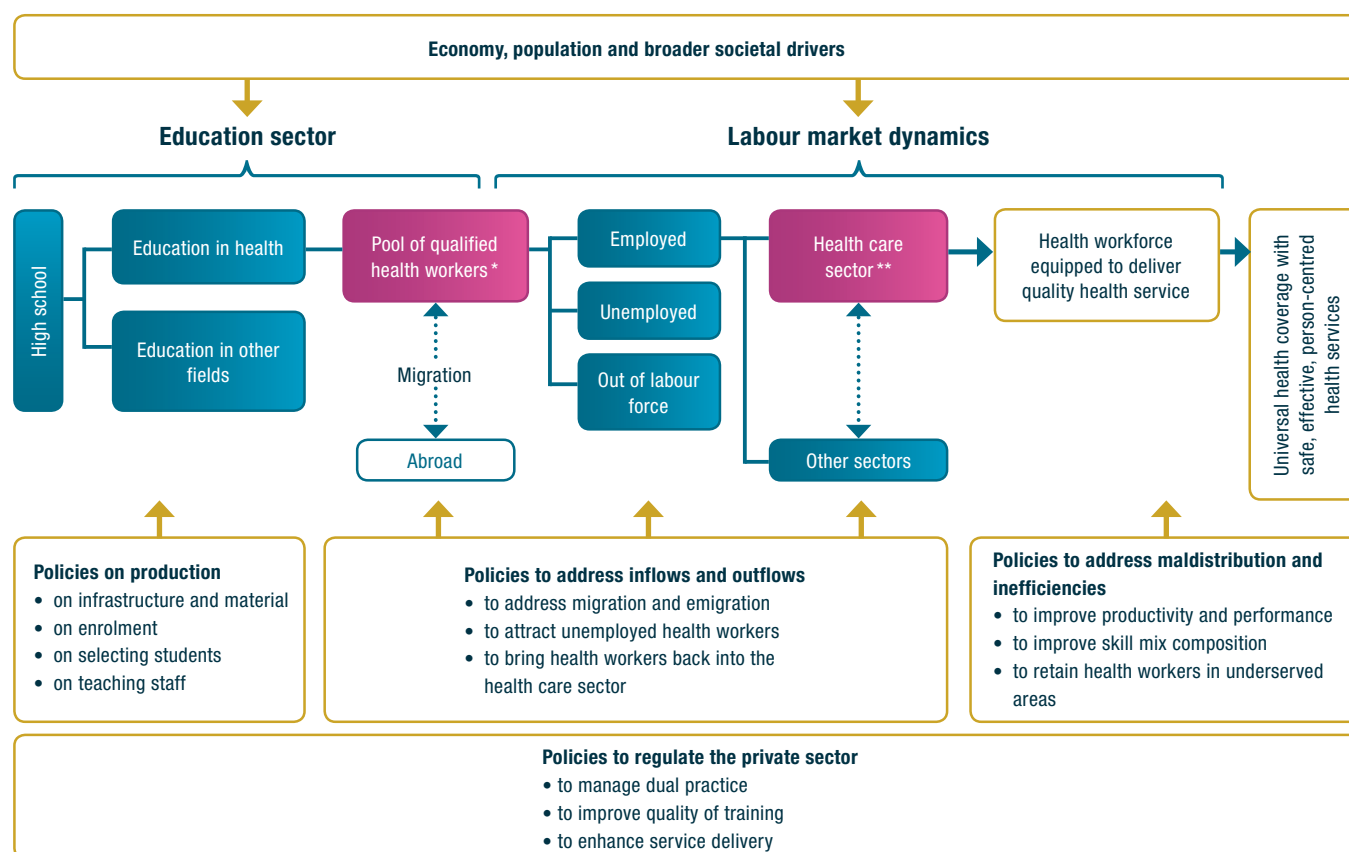 Economy, population and broader societal drivers
Education sector
Labour market dynamics
High school
Education in health
Education in other
fields
Pool of qualified
health workers *
Migration
Abroad
Employed
Unemployed
Out of labour
force
Health care
sector **
Other sectors
Health workforce
equipped to deliver
quality health service
Universal health coverage with
safe, effective, person-centred
health services
Policies on production
• on infrastructure and material
• on enrolment
• on selecting students
• on teaching staff
Policies to address inflows and outflows
• to address migration and emigration
• to attract unemployed health workers
• to bring health workers back into the
health care sector
Policies to address maldistribution and
inefficiencies
• to improve productivity and performance
• to improve skill mix composition
• to retain health workers in underserved
areas
Policies to regulate the private sector
• to manage dual practice
• to improve quality of training
• to enhance service delivery